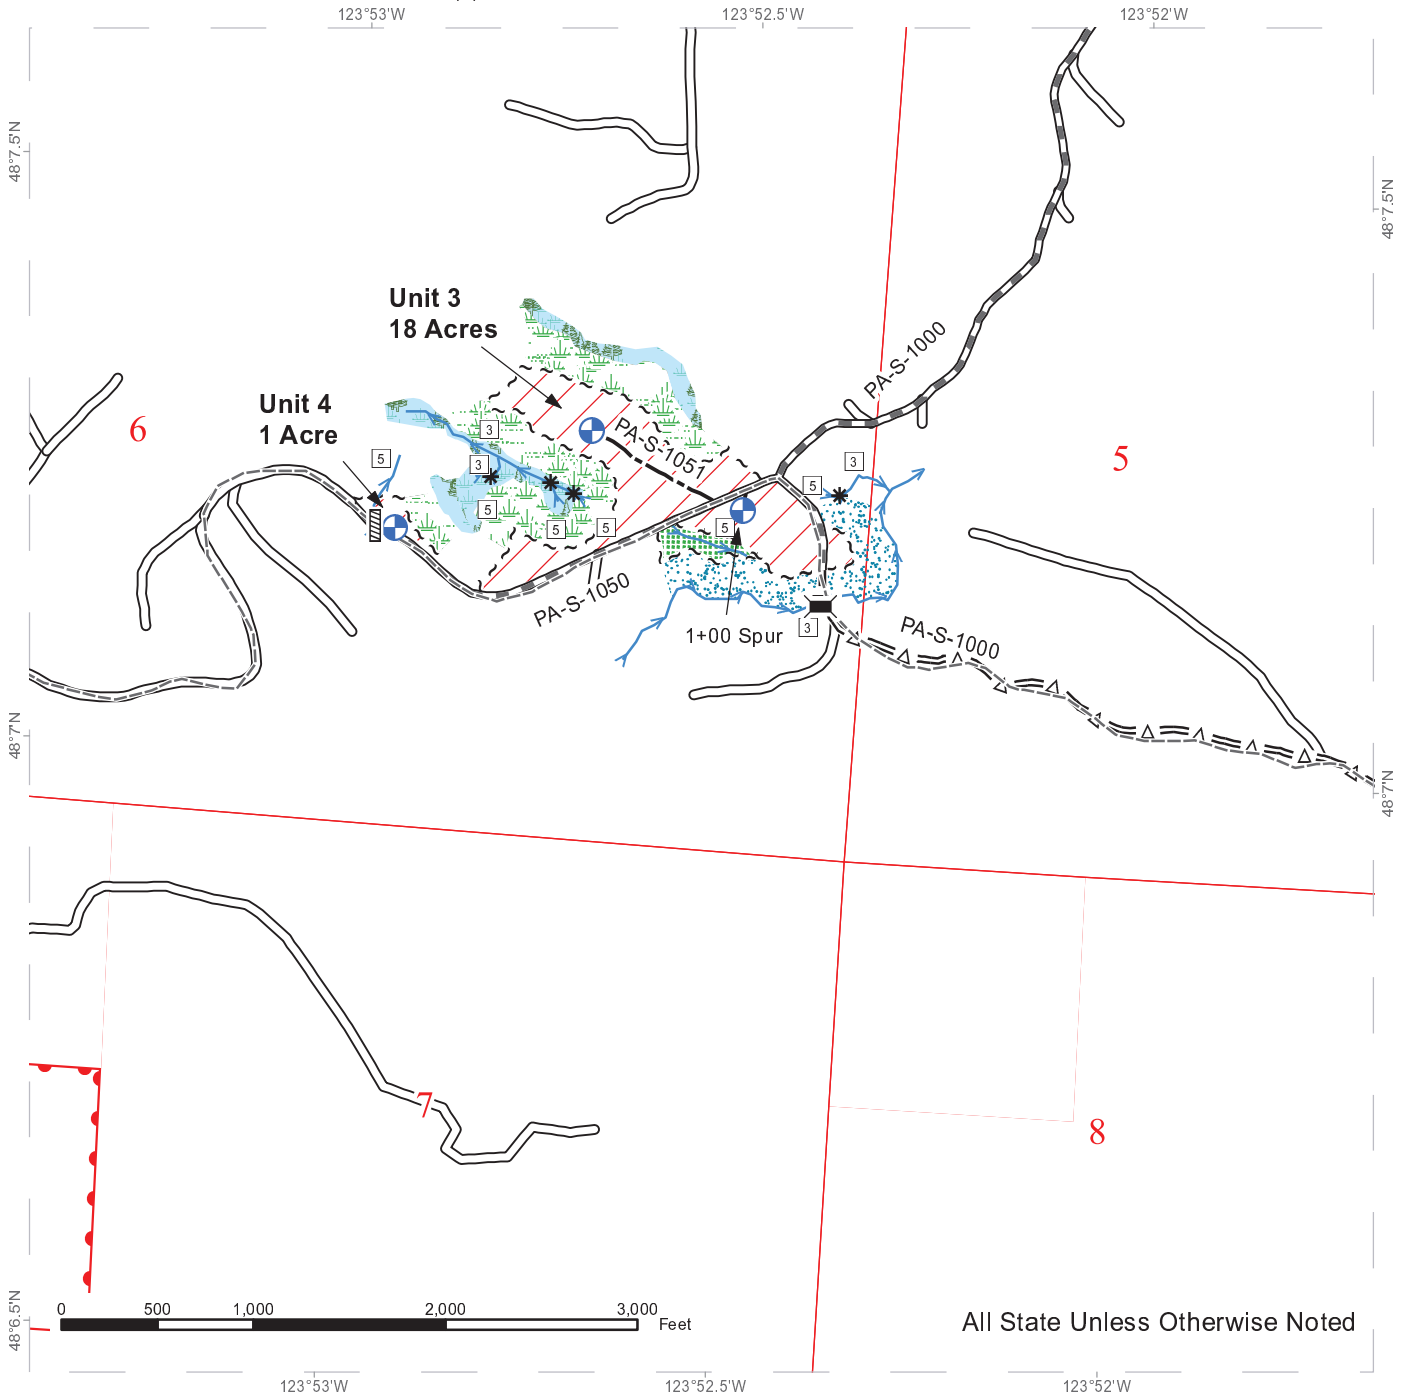 123°53'W
123°52.5'W
123°52'W
48°7.5'N
48°7.5'N
Unit 3
18 Acres
PA-S-1000
Unit 4
1 Acre
6
5
3
PA-S-1051
5
3
3
5
5
5
5
5
PA-S-1050
1+00 Spur
3
PA-S-1000
48°7'N
48°7'N
7
8
48°6.5'N
0 500 1,000 2,000 3,000
Feet
All State Unless Otherwise Noted
123°53'W
123°52.5'W
123°52'W